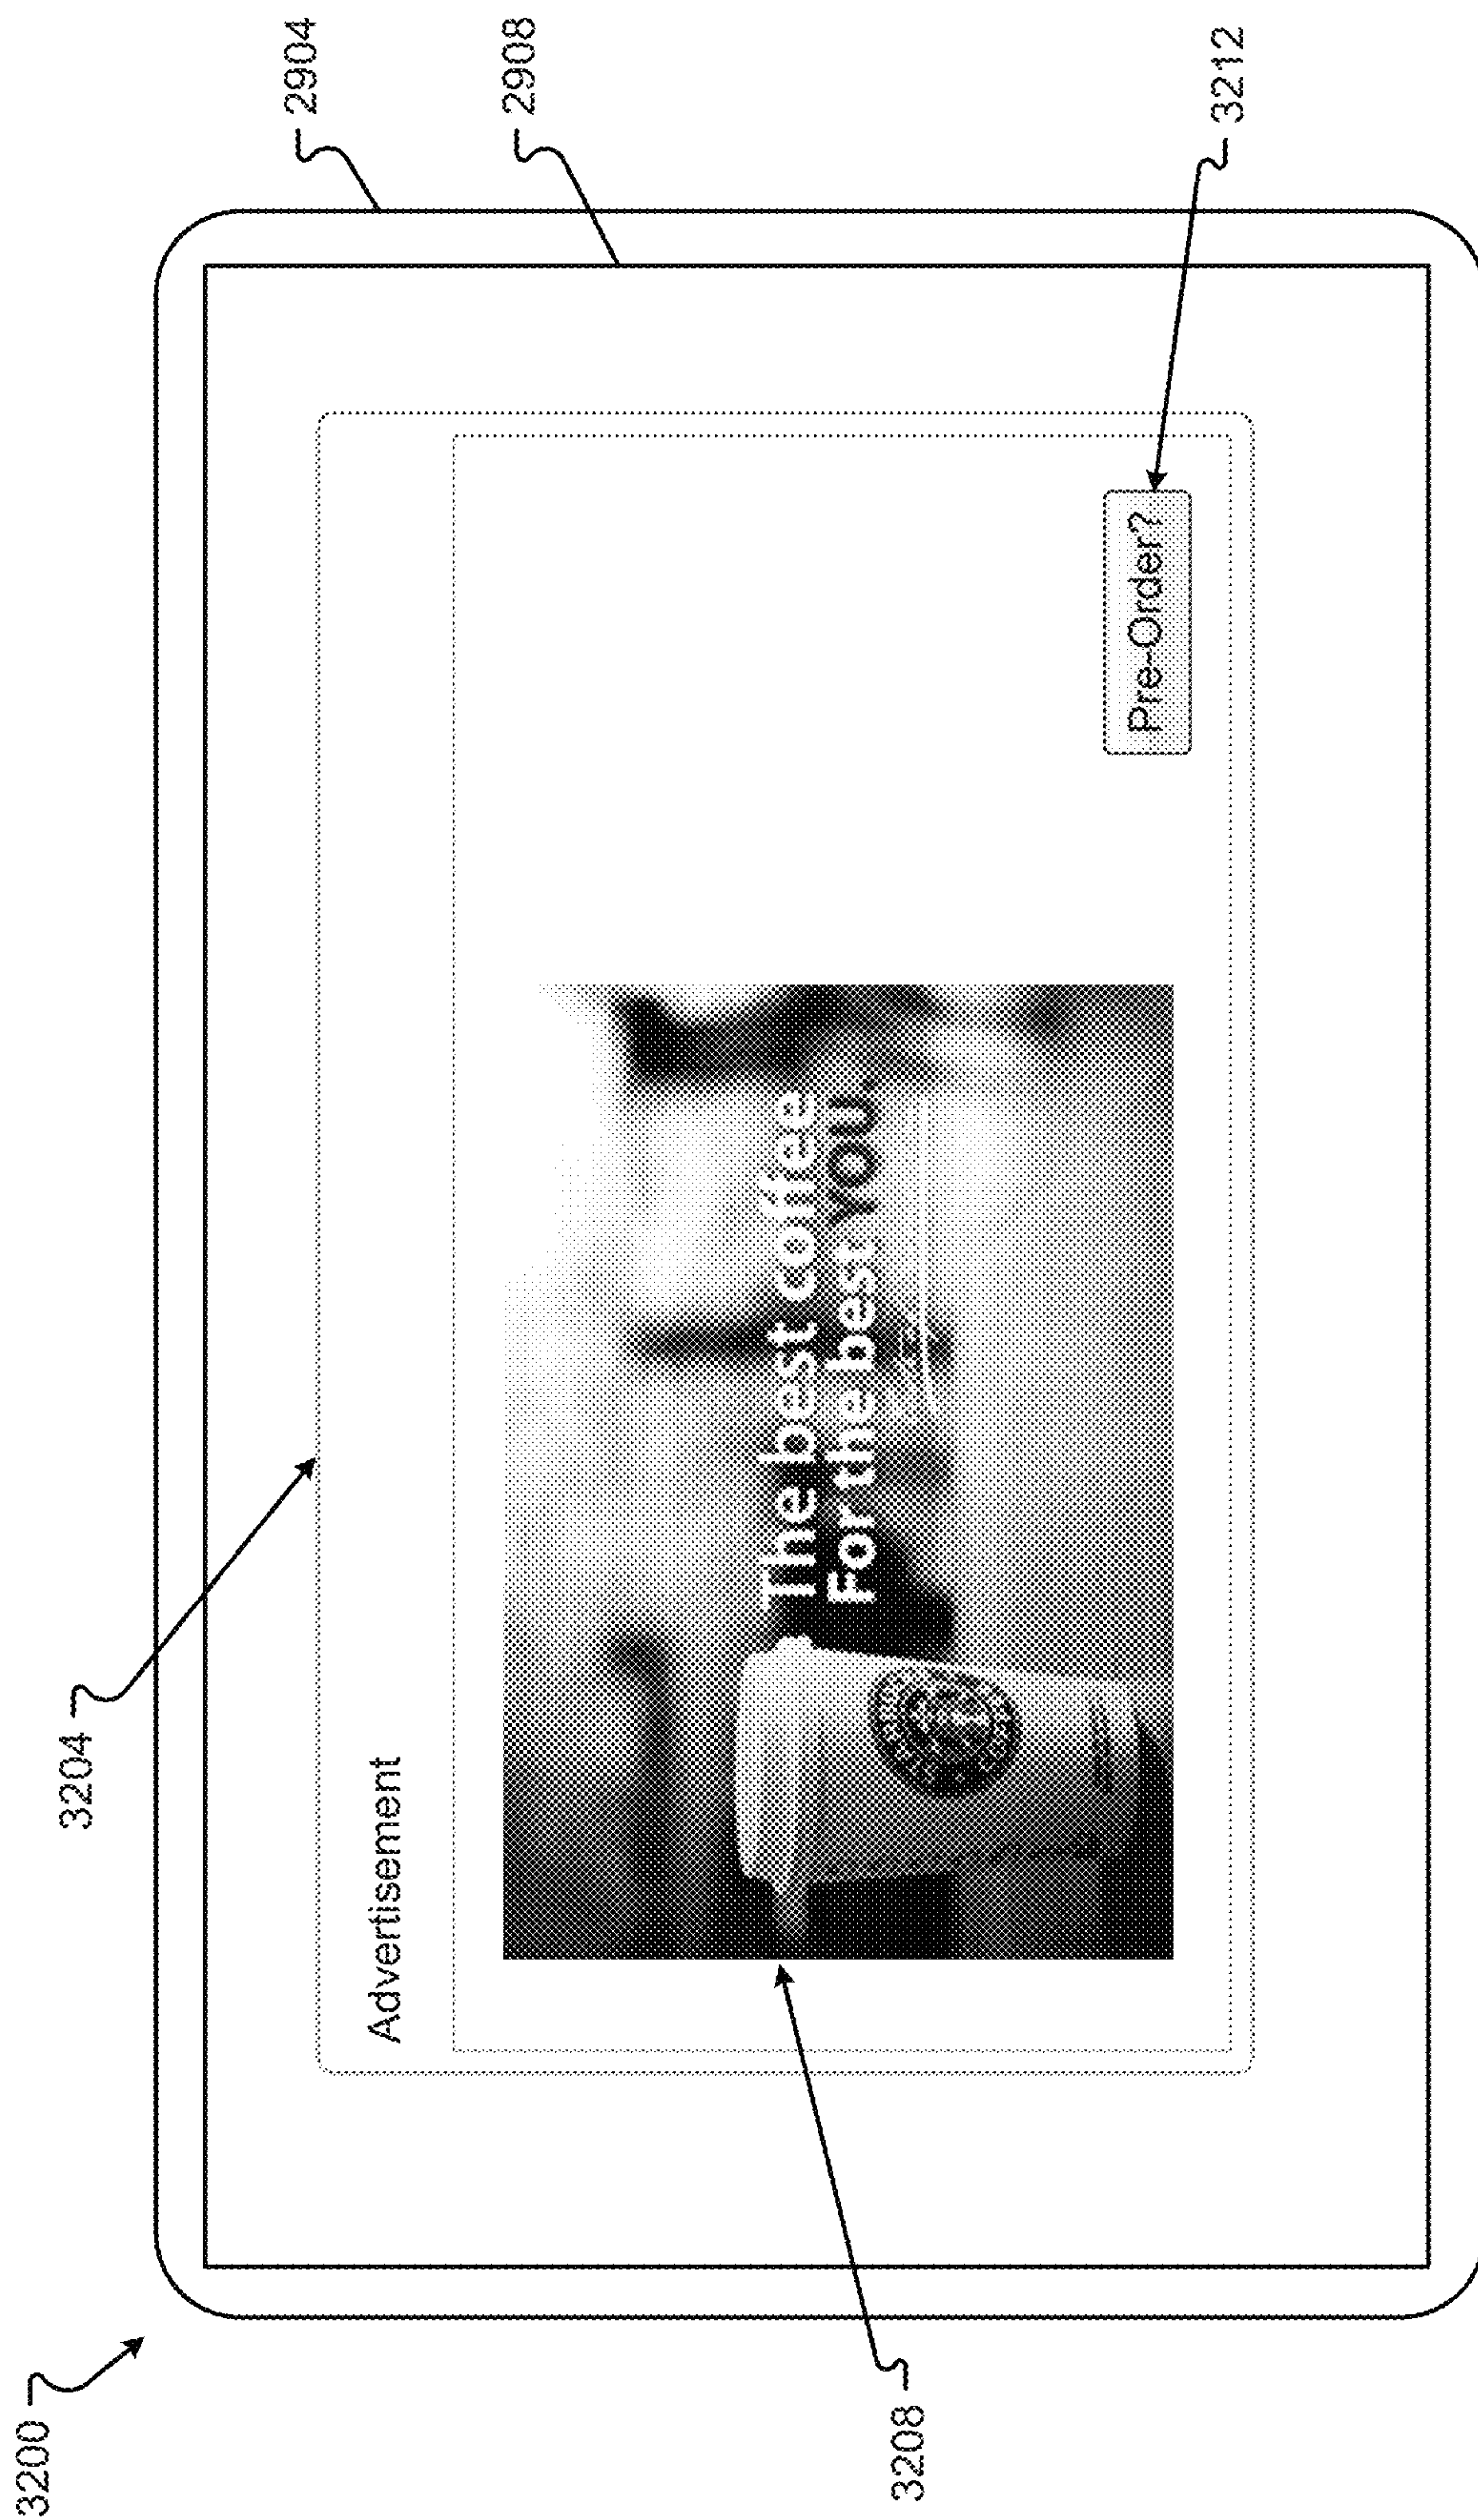 3200
3204
2904
Advertisement
2908
The best coffee
For the best YOU.
3208
Pre-Order?
3212